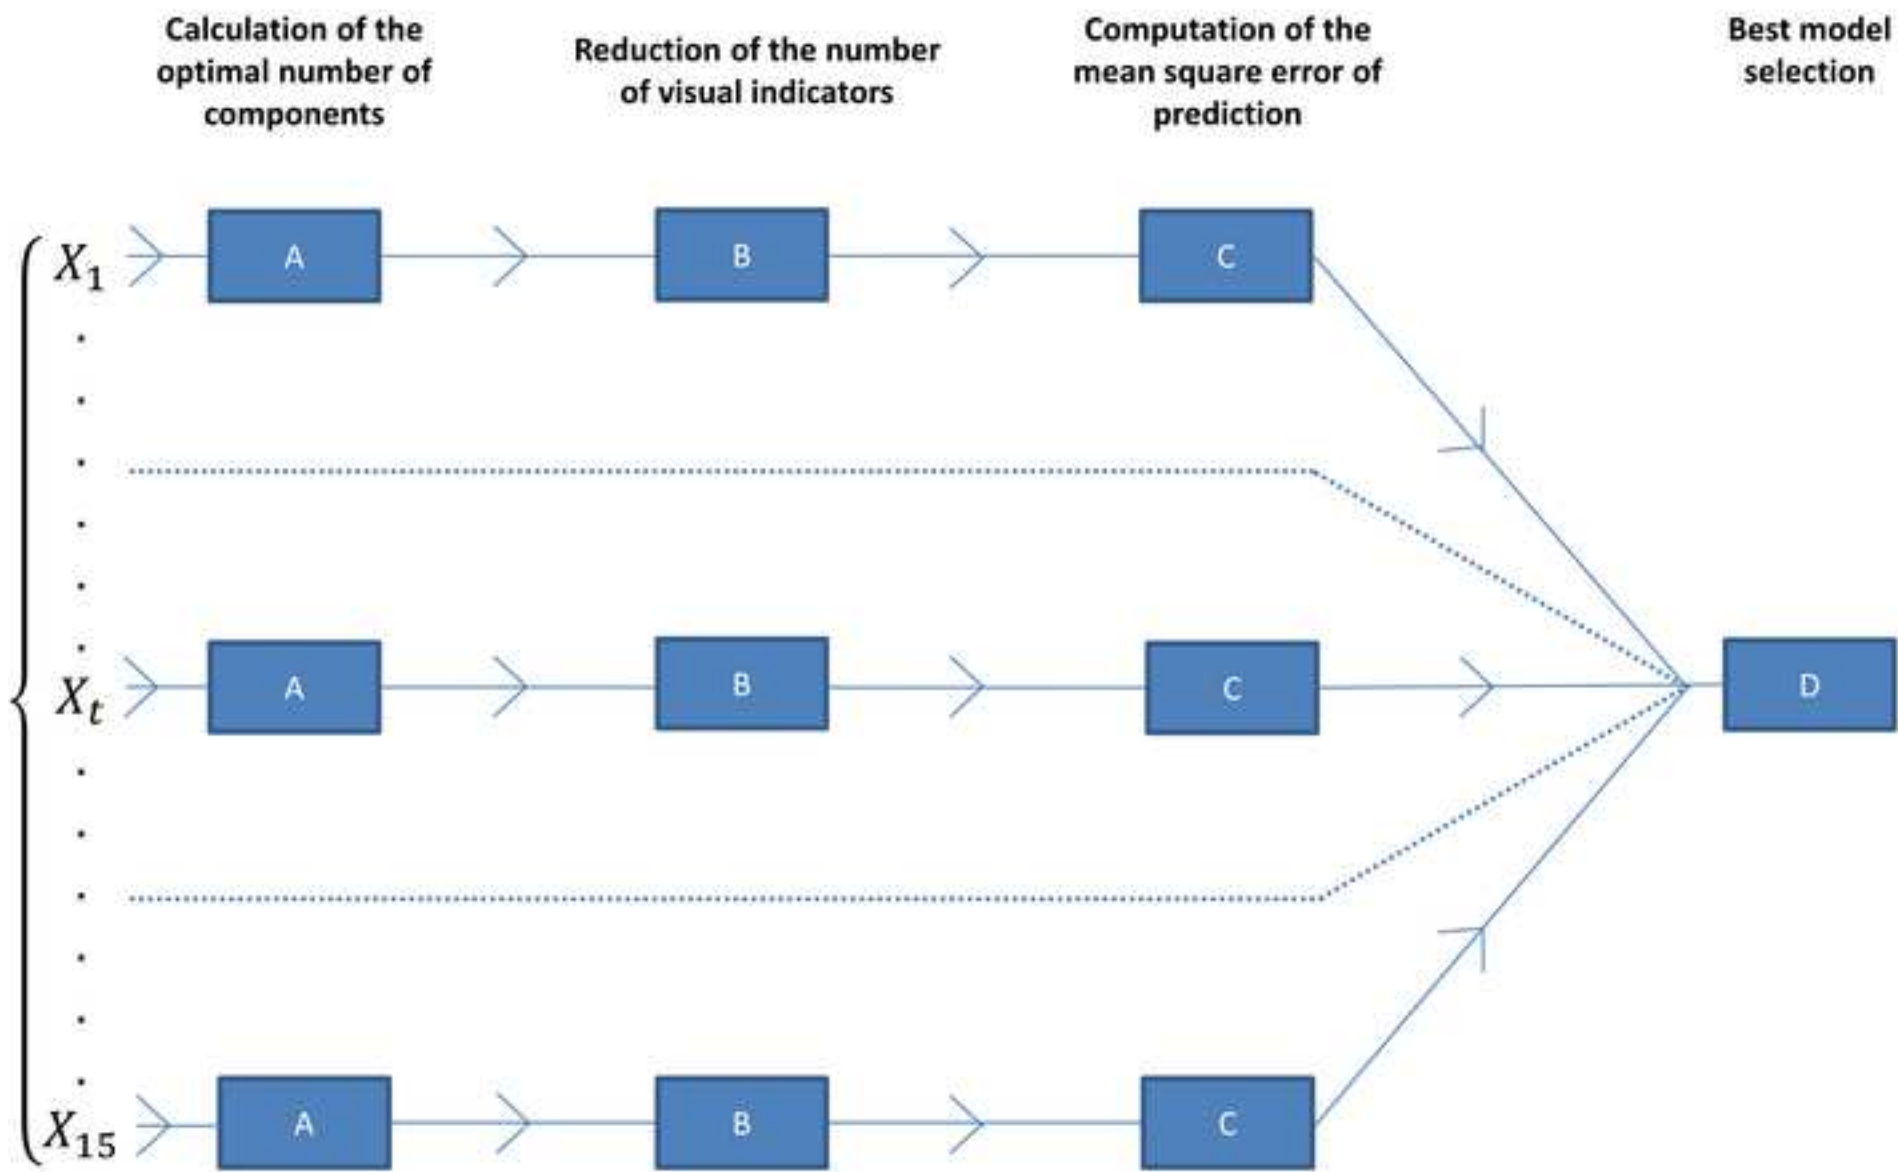 Calculation of the
optimal number of
components
Reduction of the number
of visual indicators
Computation of the
mean square error of
prediction
Best model
selection
X₁
A
B
C
Xₜ
A
B
C
D
X₁₅
A
B
C